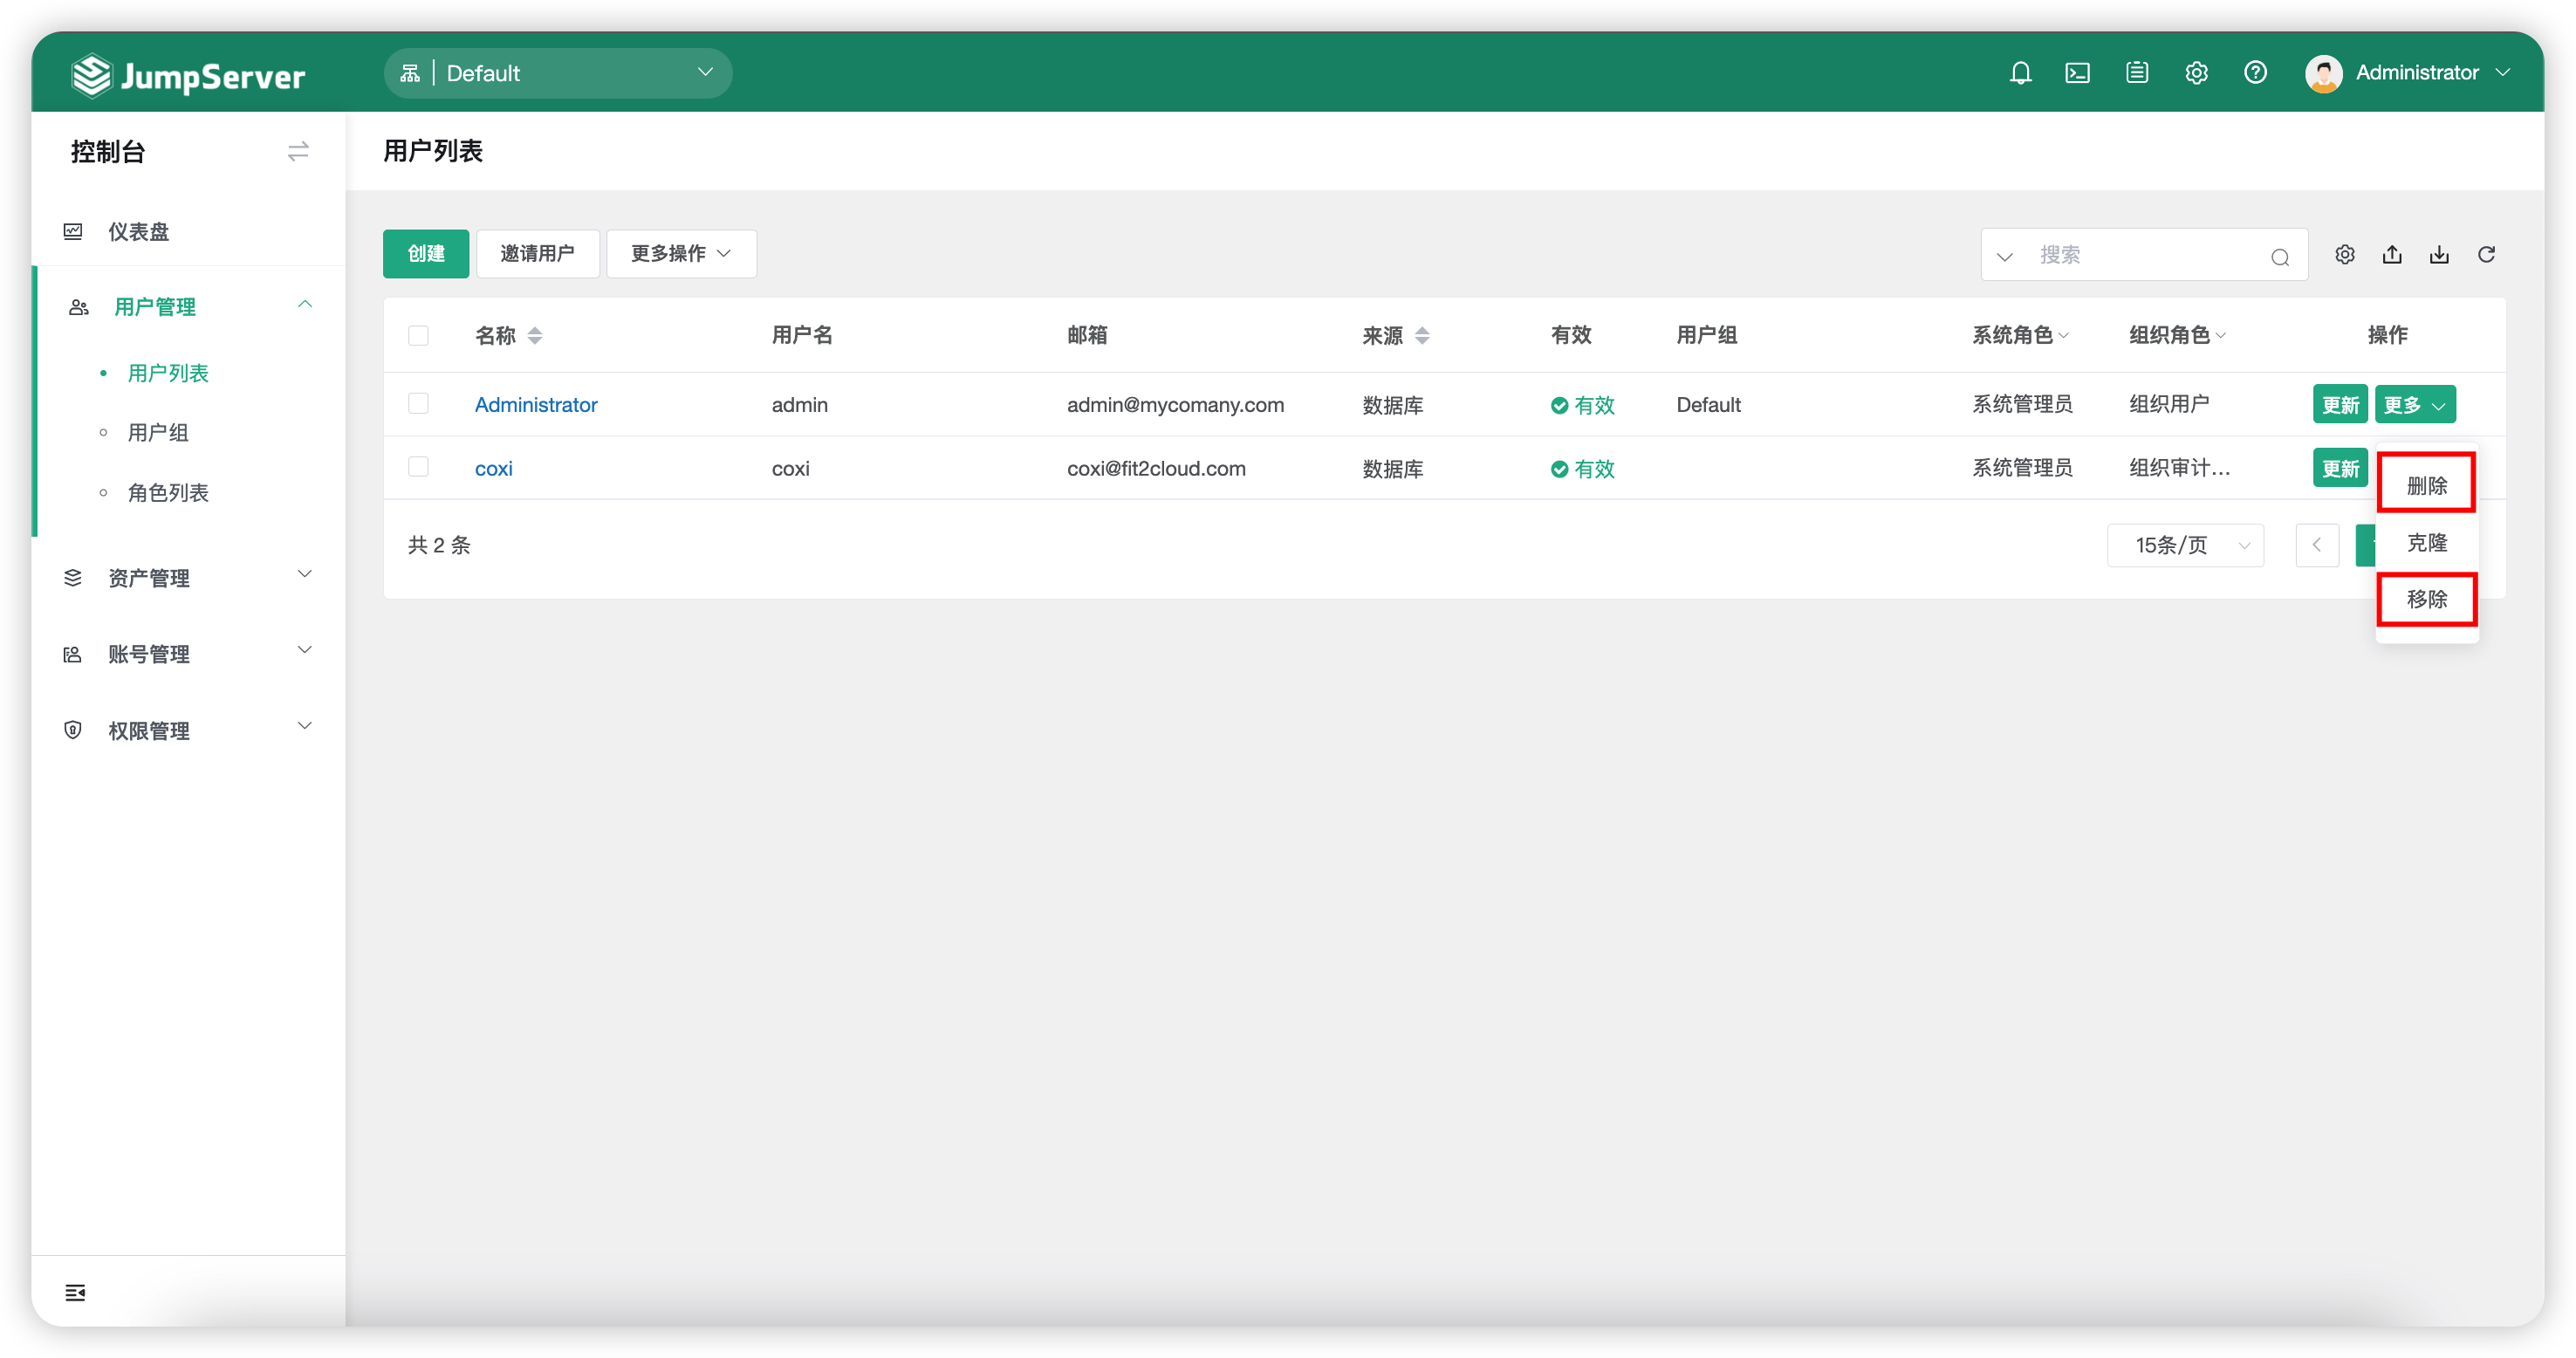 JumpServer
Default
Administrator
控制台
用户列表
仪表盘
创建
邀请用户
更多操作
搜索
用户管理
用户列表
用户组
角色列表
资产管理
账号管理
权限管理
名称 用户名 邮箱 来源 有效 用户组 系统角色 组织角色 操作
Administrator admin admin@mycomany.com 数据库 有效 Default 系统管理员 组织用户 更新 更多
coxi coxi coxi@fit2cloud.com 数据库 有效 系统管理员 组织审计... 更新
删除
克隆
移除
共 2 条
15条/页